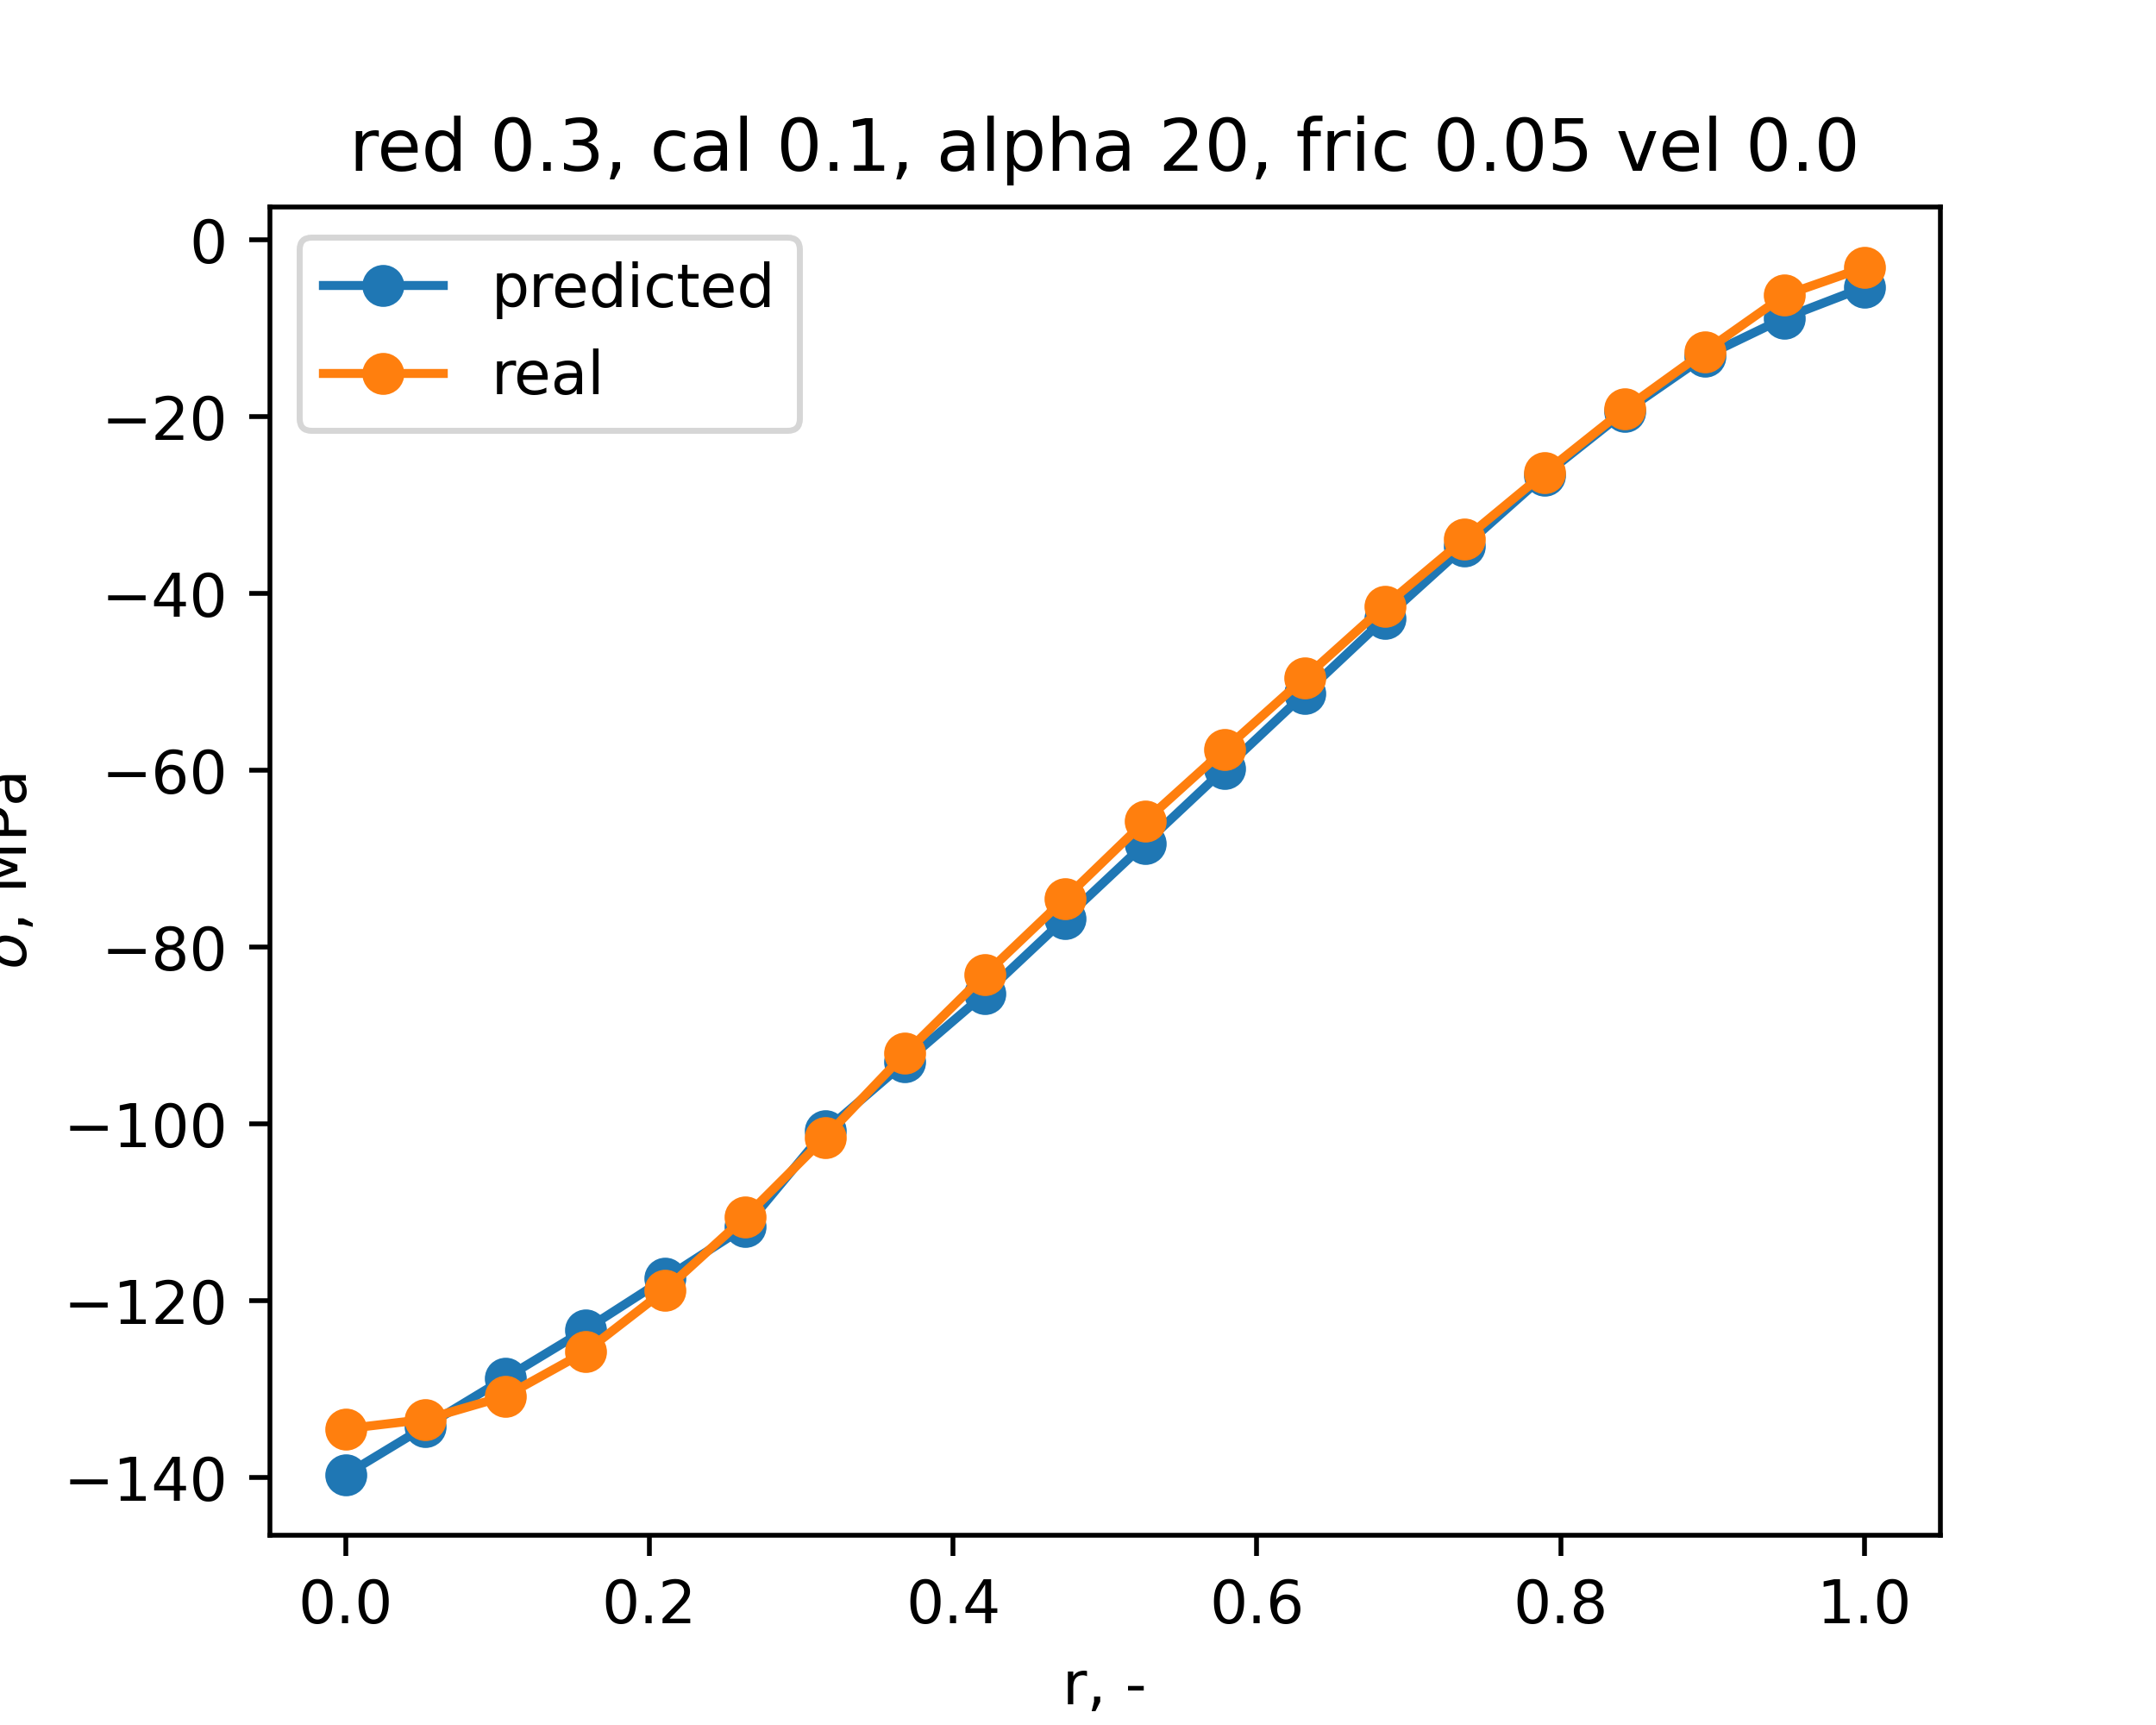 red 0.3, cal 0.1, alpha 20, fric 0.05 vel 0.0
predicted
real
0
−20
−40
−60
−80
−100
−120
−140
, MPa
0.0 0.2 0.4 0.6 0.8 1.0
r, -